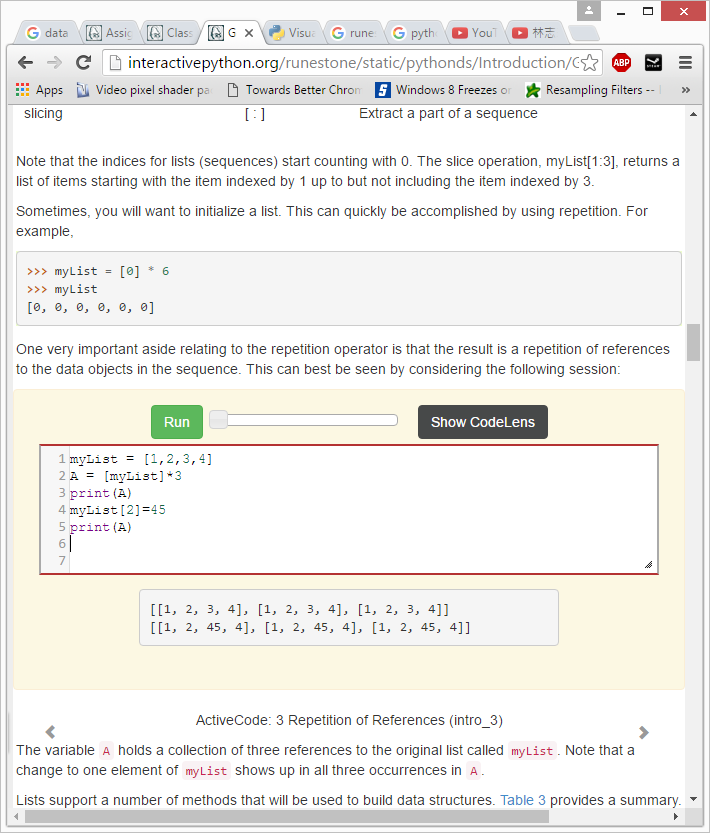 data
Assig
Class
G
Visua
runes
pyth
YouT
林志
interactivepython.org/runestone/static/pythonds/Introduction/
ABP
Apps
Video pixel shader pa
Towards Better Chrom
Windows 8 Freezes or
Resampling Filters --
slicing [ : ] Extract a part of a sequence
Note that the indices for lists (sequences) start counting with 0. The slice operation, myList[1:3], returns a
list of items starting with the item indexed by 1 up to but not including the item indexed by 3.
Sometimes, you will want to initialize a list. This can quickly be accomplished by using repetition. For
example,
>>> myList = [0] * 6
>>> myList
[0, 0, 0, 0, 0, 0]
One very important aside relating to the repetition operator is that the result is a repetition of references
to the data objects in the sequence. This can best be seen by considering the following session:
Run Show CodeLens
1 myList = [1,2,3,4]
2 A = [myList]*3
3 print(A)
4 myList[2]=45
5 print(A)
6
7
[[1, 2, 3, 4], [1, 2, 3, 4], [1, 2, 3, 4]]
[[1, 2, 45, 4], [1, 2, 45, 4], [1, 2, 45, 4]]
ActiveCode: 3 Repetition of References (intro_3)
The variable A holds a collection of three references to the original list called myList. Note that a
change to one element of myList shows up in all three occurrences in A.
Lists support a number of methods that will be used to build data structures. Table 3 provides a summary.